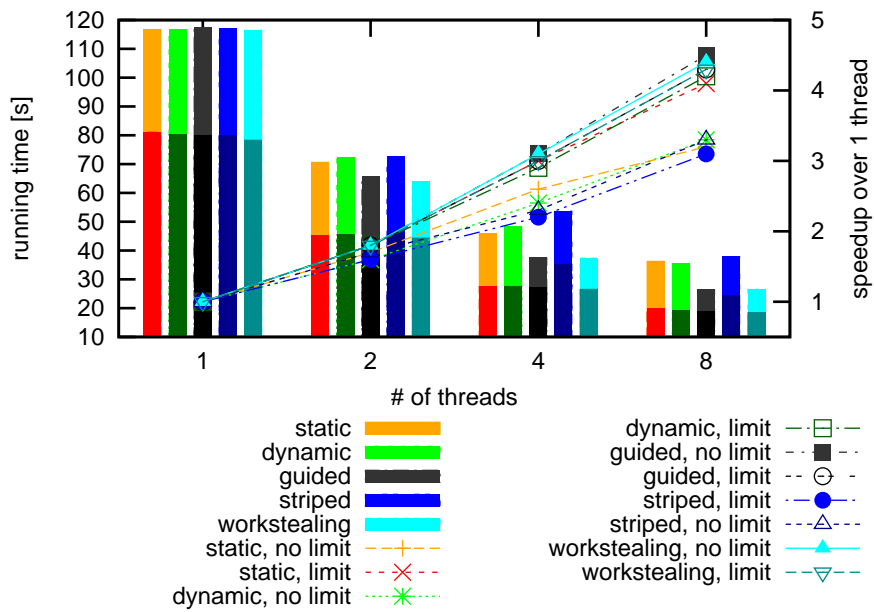 120
110
100
90
80
70
60
50
40
30
20
10
running time [s]
5
4
3
2
1
speedup over 1 thread
1 2 4 8
# of threads
static
dynamic
guided
striped
workstealing
static, no limit
static, limit
dynamic, no limit
dynamic, limit
guided, no limit
guided, limit
striped, limit
striped, no limit
workstealing, no limit
workstealing, limit